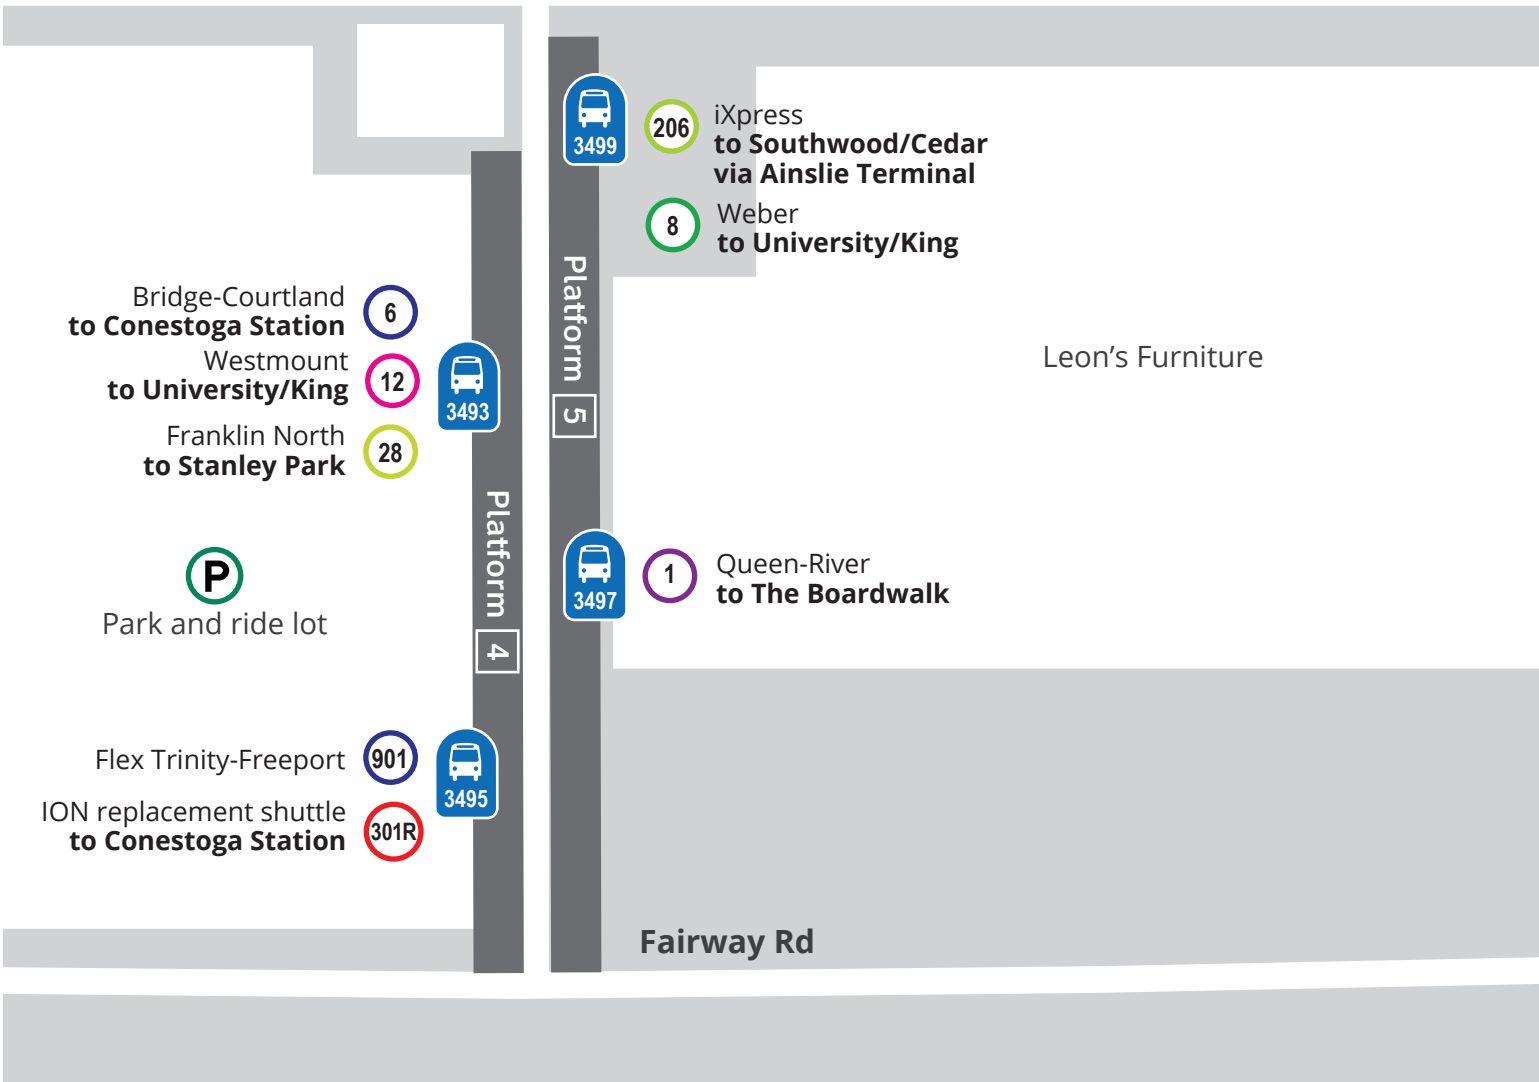 3499
206
iXpress
to Southwood/Cedar
via Ainslie Terminal
8
Weber
to University/King
Platform 5
Bridge-Courtland
to Conestoga Station
6
Westmount
to University/King
12
3493
Franklin North
to Stanley Park
28
Leon's Furniture
Platform 4
P
Park and ride lot
3497
1
Queen-River
to The Boardwalk
Flex Trinity-Freeport
901
3495
ION replacement shuttle
to Conestoga Station
301R
Fairway Rd